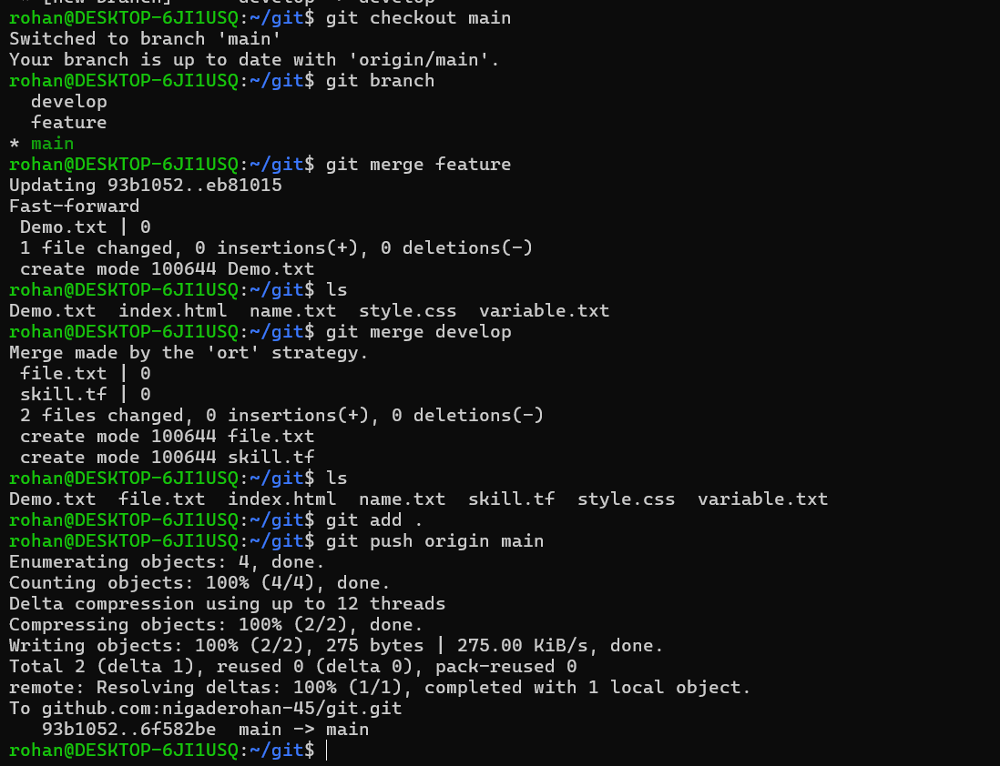 * [new branch]      develop -> develop
rohan@DESKTOP-6JI1USQ:~/git$ git checkout main
Switched to branch 'main'
Your branch is up to date with 'origin/main'.
rohan@DESKTOP-6JI1USQ:~/git$ git branch
  develop
  feature
* main
rohan@DESKTOP-6JI1USQ:~/git$ git merge feature
Updating 93b1052..eb81015
Fast-forward
 Demo.txt | 0
 1 file changed, 0 insertions(+), 0 deletions(-)
 create mode 100644 Demo.txt
rohan@DESKTOP-6JI1USQ:~/git$ ls
Demo.txt  index.html  name.txt  style.css  variable.txt
rohan@DESKTOP-6JI1USQ:~/git$ git merge develop
Merge made by the 'ort' strategy.
 file.txt | 0
 skill.tf | 0
 2 files changed, 0 insertions(+), 0 deletions(-)
 create mode 100644 file.txt
 create mode 100644 skill.tf
rohan@DESKTOP-6JI1USQ:~/git$ ls
Demo.txt  file.txt  index.html  name.txt  skill.tf  style.css  variable.txt
rohan@DESKTOP-6JI1USQ:~/git$ git add .
rohan@DESKTOP-6JI1USQ:~/git$ git push origin main
Enumerating objects: 4, done.
Counting objects: 100% (4/4), done.
Delta compression using up to 12 threads
Compressing objects: 100% (2/2), done.
Writing objects: 100% (2/2), 275 bytes | 275.00 KiB/s, done.
Total 2 (delta 1), reused 0 (delta 0), pack-reused 0
remote: Resolving deltas: 100% (1/1), completed with 1 local object.
To github.com:nigaderohan-45/git.git
   93b1052..6f582be  main -> main
rohan@DESKTOP-6JI1USQ:~/git$